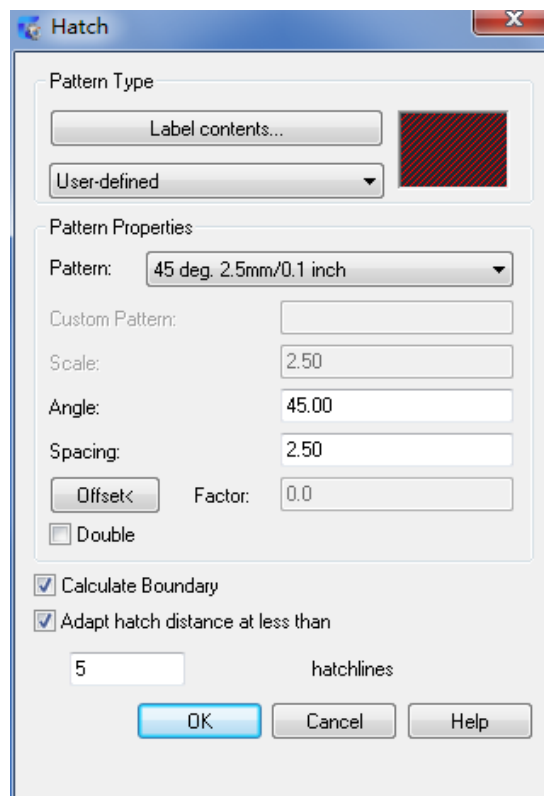 Hatch
Pattern Type
Label contents...
User-defined
Pattern Properties
Pattern: 45 deg. 2.5mm/0.1 inch
Custom Pattern:
Scale: 2.50
Angle: 45.00
Spacing: 2.50
Offset< Factor: 0.0
Double
Calculate Boundary
Adapt hatch distance at less than
5 hatchlines
OK Cancel Help